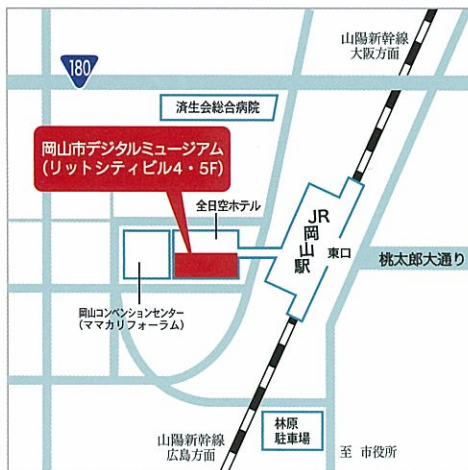 山陽新幹線
大阪方面
180
済生会総合病院
岡山市デジタルミュージアム
(リットシティビル4・5F)
全日空ホテル
JR岡山駅
東口
桃太郎大通り
岡山コンベンションセンター
(ママカリフォーラム)
林原
駐車場
山陽新幹線
広島方面
至 市役所